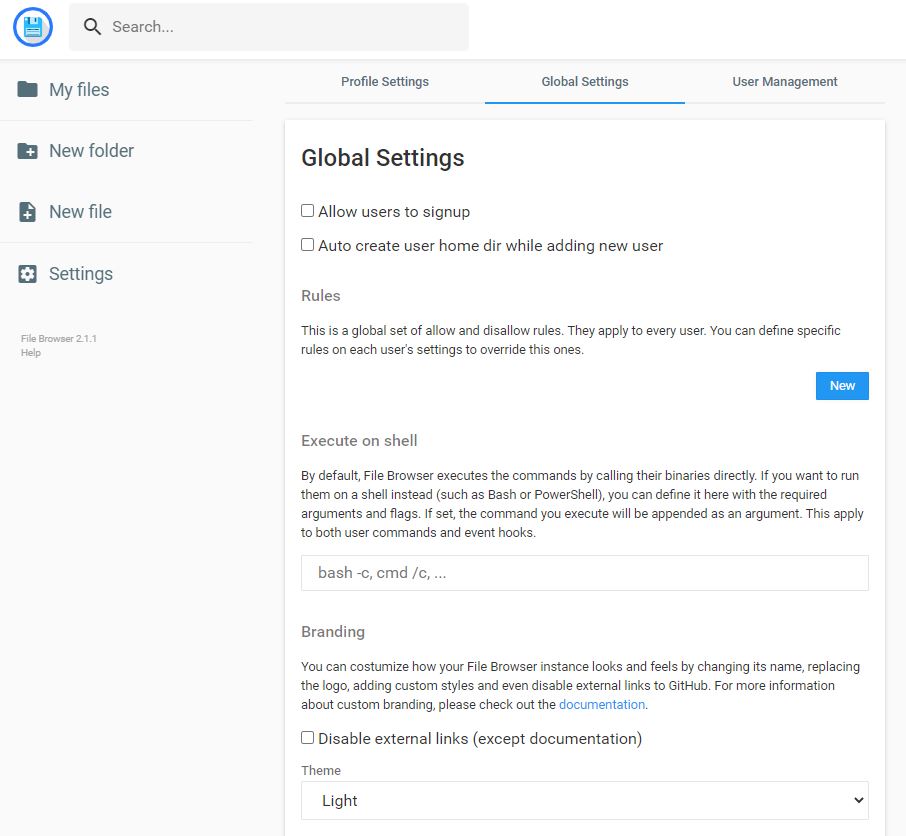 Search...
My files
New folder
New file
Settings
File Browser 2.1.1
Help
Profile Settings
Global Settings
User Management
Global Settings
Allow users to signup
Auto create user home dir while adding new user
Rules
This is a global set of allow and disallow rules. They apply to every user. You can define specific
rules on each user's settings to override this ones.
New
Execute on shell
By default, File Browser executes the commands by calling their binaries directly. If you want to run
them on a shell instead (such as Bash or PowerShell), you can define it here with the required
arguments and flags. If set, the command you execute will be appended as an argument. This apply
to both user commands and event hooks.
bash -c, cmd /c, ...
Branding
You can costumize how your File Browser instance looks and feels by changing its name, replacing
the logo, adding custom styles and even disable external links to GitHub. For more information
about custom branding, please check out the documentation.
Disable external links (except documentation)
Theme
Light